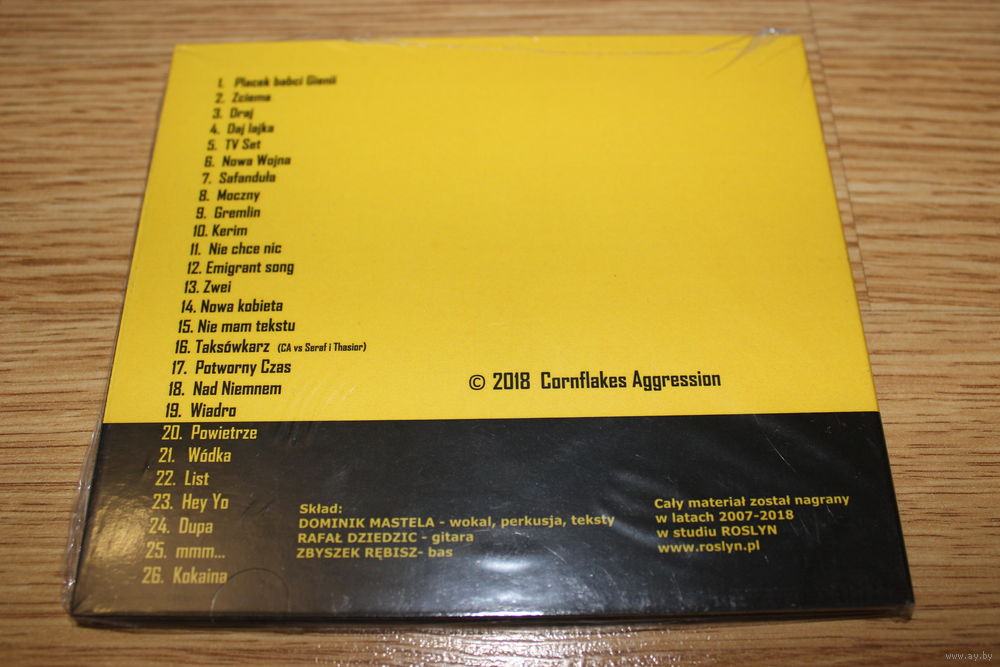 1. Placek babci Gienii
2. Zciema
3. Draj
4. Daj lajka
5. TV Set
6. Nowa Wojna
7. Safanduła
8. Moczny
9. Gremlin
10. Kerim
11. Nie chce nic
12. Emigrant song
13. Zwei
14. Nowa kobieta
15. Nie mam tekstu
16. Taksówkarz (CA vs Seraf i Thasior)
17. Potworny Czas
18. Nad Niemnem
19. Wiadro
20. Powietrze
21. Wódka
22. List
23. Hey Yo
24. Dupa
25. mmm...
26. Kokaina
© 2018 Cornflakes Aggression
Skład:
DOMINIK MASTELA - wokal, perkusja, teksty
RAFAŁ DZIEDZIC - gitara
ZBYSZEK RĘBISZ- bas
Cały materiał został nagrany
w latach 2007-2018
w studiu ROSLYN
www.roslyn.pl
www.ay.by